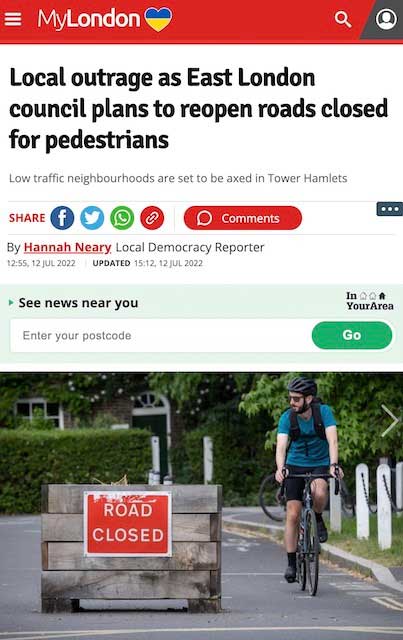 MyLondon
Local outrage as East London
council plans to reopen roads closed
for pedestrians
Low traffic neighbourhoods are set to be axed in Tower Hamlets
SHARE Comments
By Hannah Neary Local Democracy Reporter
12:55, 12 JUL 2022 UPDATED 15:12, 12 JUL 2022
See news near you
In
YourArea
Enter your postcode
Go
ROAD
CLOSED